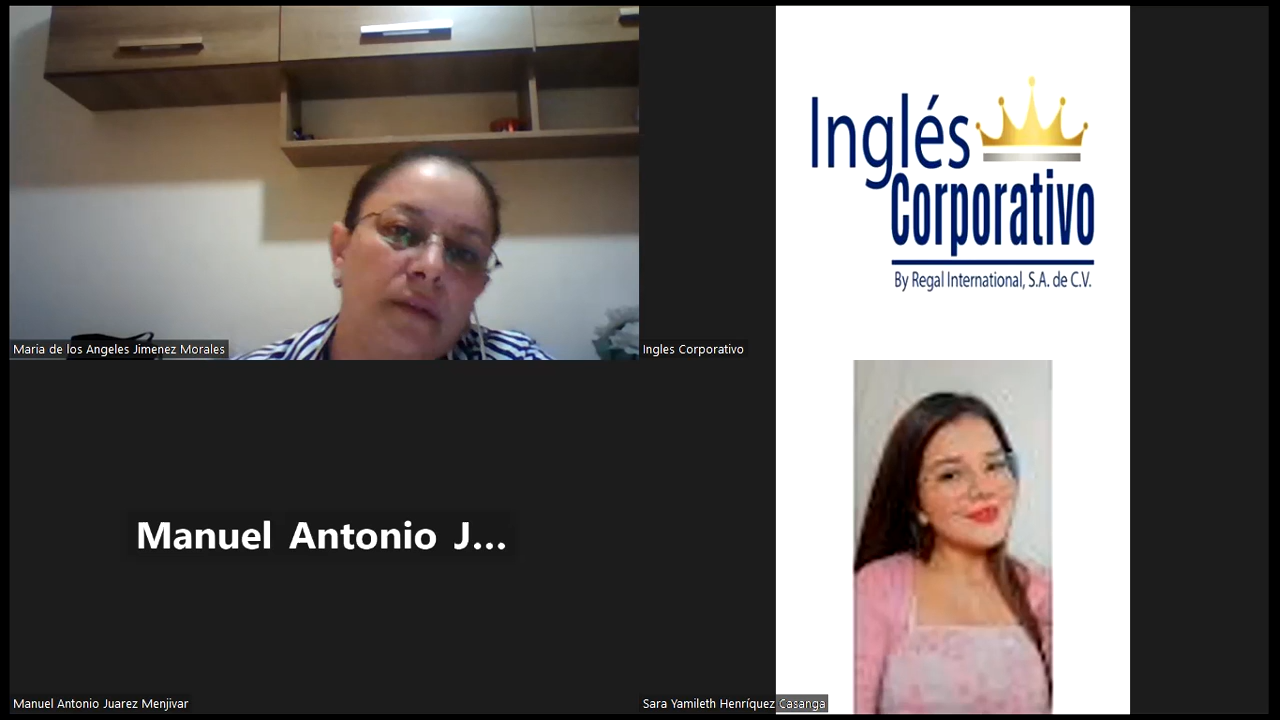 Inglés
Corporativo
By Regal International, S.A. de C.V.
Maria de los Angeles Jimenez Morales
Ingles Corporativo
Manuel Antonio J...
Manuel Antonio Juarez Menjivar
Sara Yamileth Henríquez Casanga